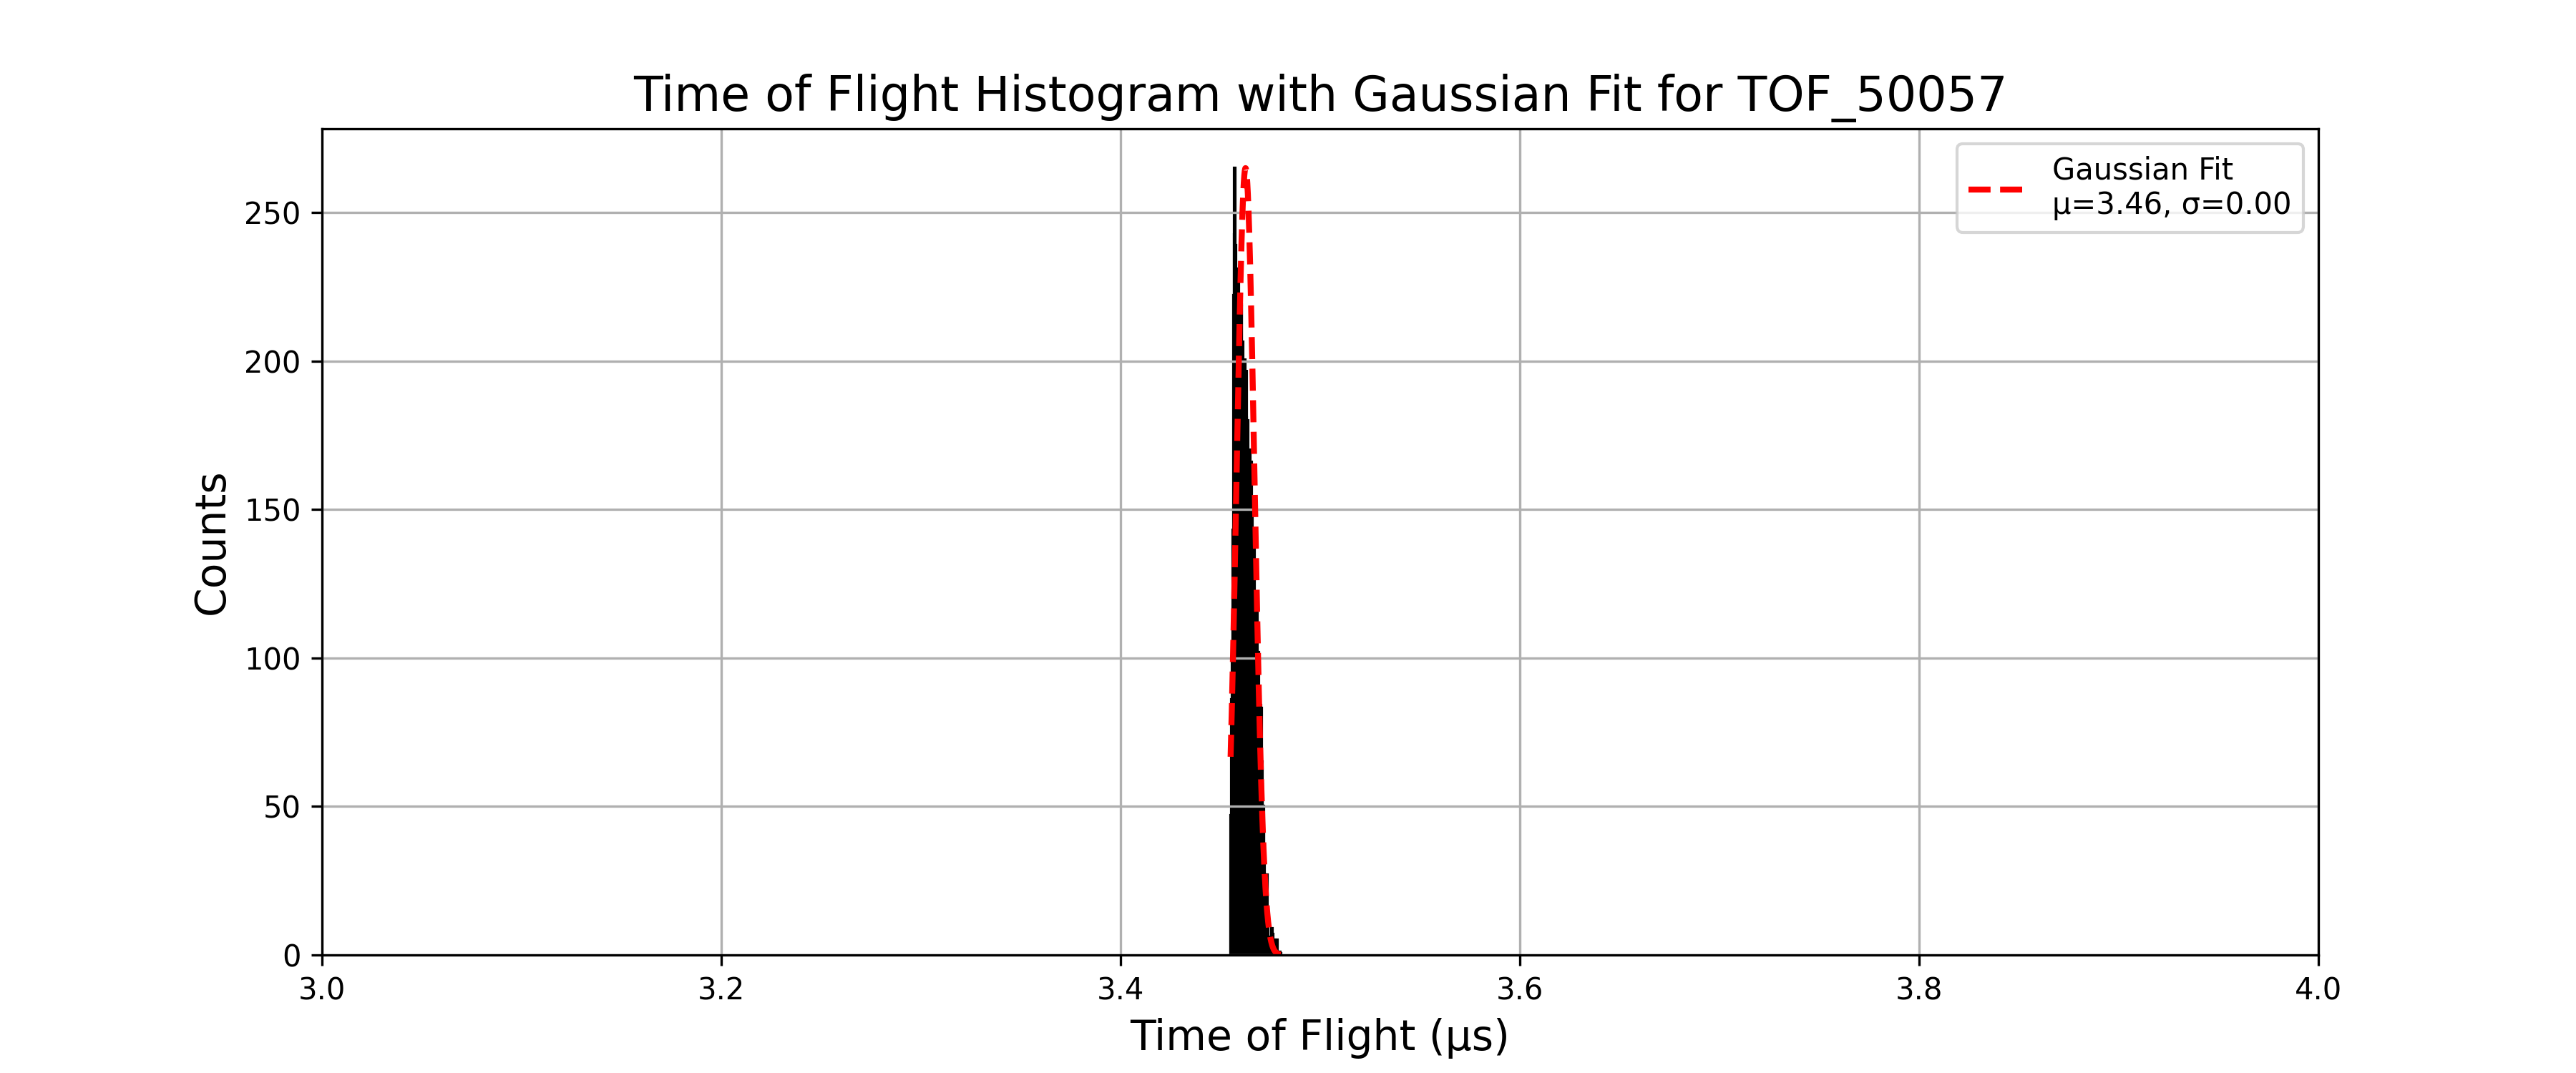 Time of Flight Histogram with Gaussian Fit for TOF_50057
Gaussian Fit
μ=3.46, σ=0.00
250
200
150
100
50
0
Counts
3.0 3.2 3.4 3.6 3.8 4.0
Time of Flight (μs)